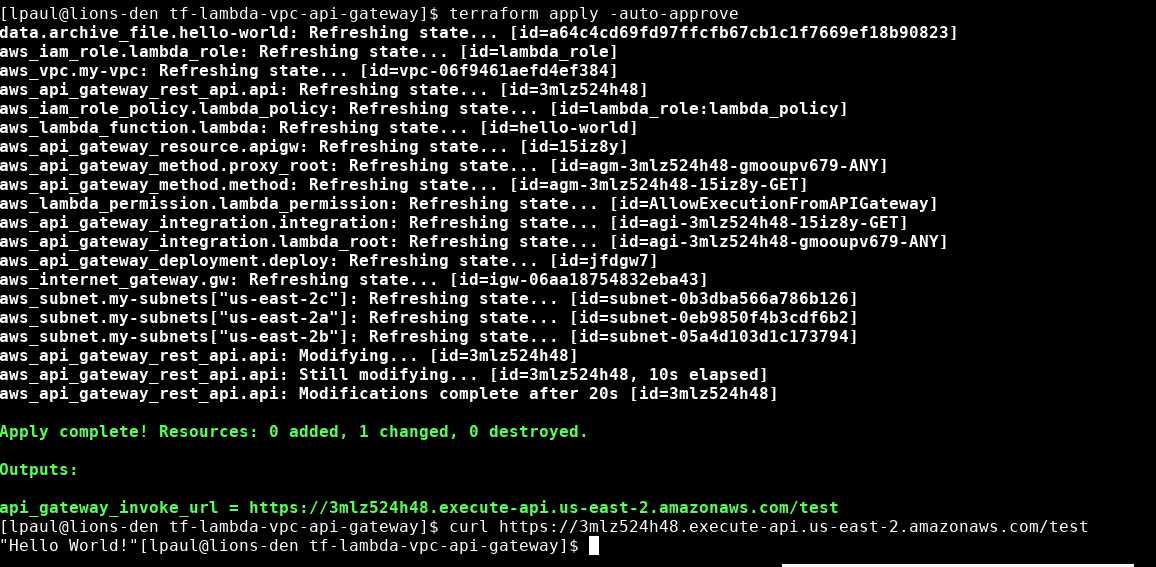 [lpaul@lions-den tf-lambda-vpc-api-gateway]$ terraform apply -auto-approve
data.archive_file.hello-world: Refreshing state... [id=a64c4cd69fd97ffcfb67cb1c1f7669ef18b90823]
aws_iam_role.lambda_role: Refreshing state... [id=lambda_role]
aws_vpc.my-vpc: Refreshing state... [id=vpc-06f9461aefd4ef384]
aws_api_gateway_rest_api.api: Refreshing state... [id=3mlz524h48]
aws_iam_role_policy.lambda_policy: Refreshing state... [id=lambda_role:lambda_policy]
aws_lambda_function.lambda: Refreshing state... [id=hello-world]
aws_api_gateway_resource.apigw: Refreshing state... [id=15iz8y]
aws_api_gateway_method.proxy_root: Refreshing state... [id=agm-3mlz524h48-gmooupv679-ANY]
aws_api_gateway_method.method: Refreshing state... [id=agm-3mlz524h48-15iz8y-GET]
aws_lambda_permission.lambda_permission: Refreshing state... [id=AllowExecutionFromAPIGateway]
aws_api_gateway_integration.integration: Refreshing state... [id=agi-3mlz524h48-15iz8y-GET]
aws_api_gateway_integration.lambda_root: Refreshing state... [id=agi-3mlz524h48-gmooupv679-ANY]
aws_api_gateway_deployment.deploy: Refreshing state... [id=jfdgw7]
aws_internet_gateway.gw: Refreshing state... [id=igw-06aa18754832eba43]
aws_subnet.my-subnets["us-east-2c"]: Refreshing state... [id=subnet-0b3dba566a786b126]
aws_subnet.my-subnets["us-east-2a"]: Refreshing state... [id=subnet-0eb9850f4b3cdf6b2]
aws_subnet.my-subnets["us-east-2b"]: Refreshing state... [id=subnet-05a4d103d1c173794]
aws_api_gateway_rest_api.api: Modifying... [id=3mlz524h48]
aws_api_gateway_rest_api.api: Still modifying... [id=3mlz524h48, 10s elapsed]
aws_api_gateway_rest_api.api: Modifications complete after 20s [id=3mlz524h48]
Apply complete! Resources: 0 added, 1 changed, 0 destroyed.
Outputs:
api_gateway_invoke_url = https://3mlz524h48.execute-api.us-east-2.amazonaws.com/test
[lpaul@lions-den tf-lambda-vpc-api-gateway]$ curl https://3mlz524h48.execute-api.us-east-2.amazonaws.com/test
"Hello World!"[lpaul@lions-den tf-lambda-vpc-api-gateway]$